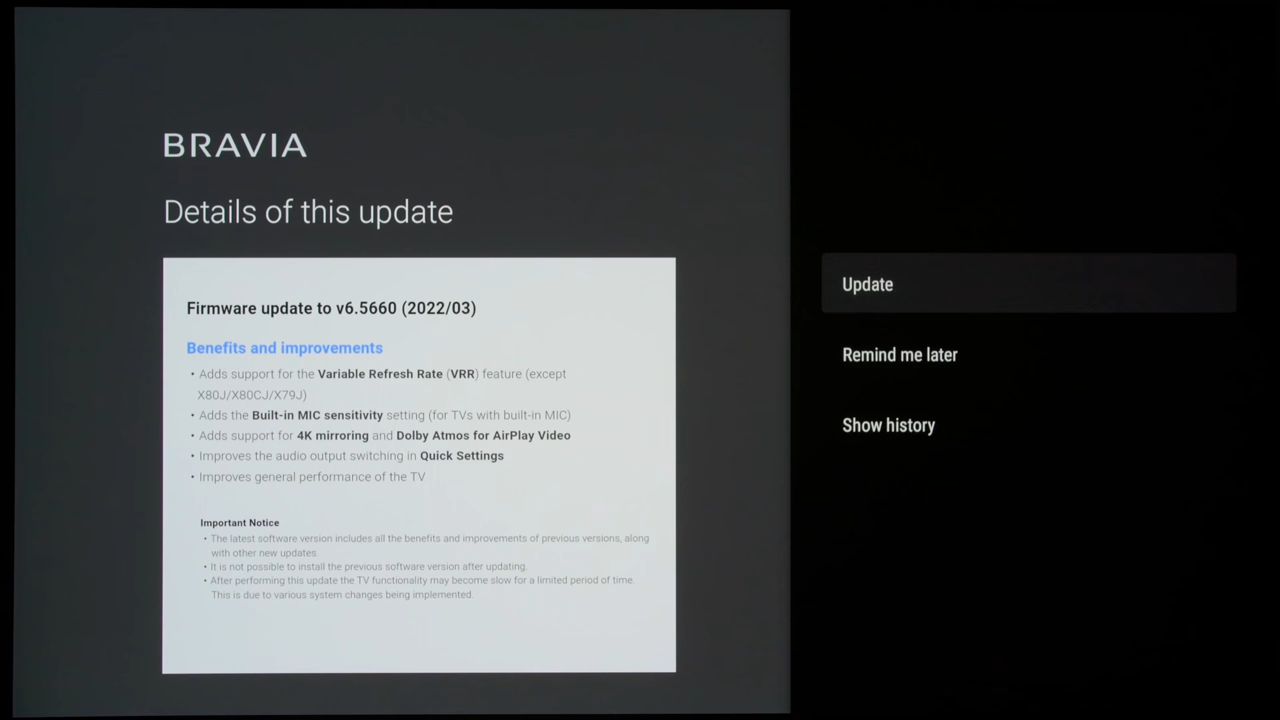 BRAVIA
Details of this update
Firmware update to v6.5660 (2022/03)
Benefits and improvements
• Adds support for the Variable Refresh Rate (VRR) feature (except
X80J/X80CJ/X79J)
• Adds the Built-in MIC sensitivity setting (for TVs with built-in MIC)
• Adds support for 4K mirroring and Dolby Atmos for AirPlay Video
• Improves the audio output switching in Quick Settings
• Improves general performance of the TV
Important Notice
• The latest software version includes all the benefits and improvements of previous versions, along
with other new updates.
• It is not possible to install the previous software version after updating.
• After performing this update the TV functionality may become slow for a limited period of time.
This is due to various system changes being implemented.
Update
Remind me later
Show history